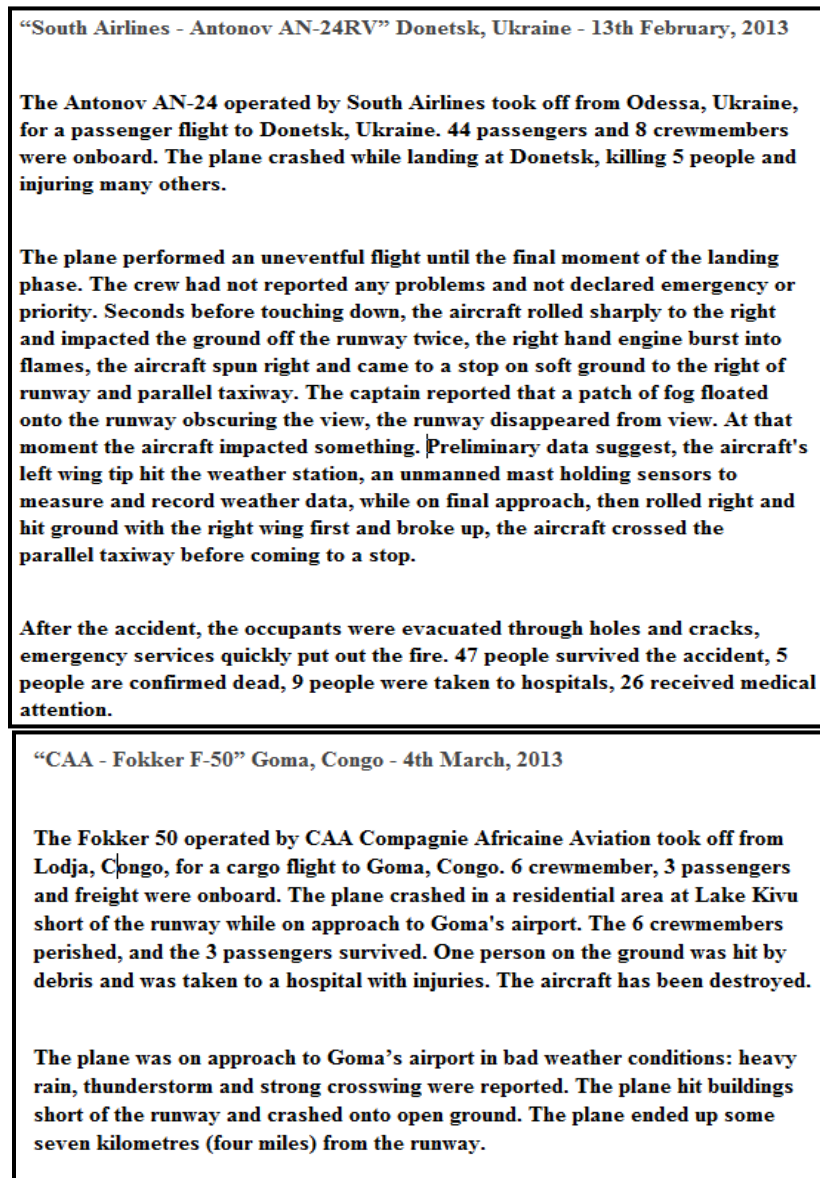 “South Airlines - Antonov AN-24RV” Donetsk, Ukraine - 13th February, 2013
The Antonov AN-24 operated by South Airlines took off from Odessa, Ukraine,
for a passenger flight to Donetsk, Ukraine. 44 passengers and 8 crewmembers
were onboard. The plane crashed while landing at Donetsk, killing 5 people and
injuring many others.
The plane performed an uneventful flight until the final moment of the landing
phase. The crew had not reported any problems and not declared emergency or
priority. Seconds before touching down, the aircraft rolled sharply to the right
and impacted the ground off the runway twice, the right hand engine burst into
flames, the aircraft spun right and came to a stop on soft ground to the right of
runway and parallel taxiway. The captain reported that a patch of fog floated
onto the runway obscuring the view, the runway disappeared from view. At that
moment the aircraft impacted something. Preliminary data suggest, the aircraft's
left wing tip hit the weather station, an unmanned mast holding sensors to
measure and record weather data, while on final approach, then rolled right and
hit ground with the right wing first and broke up, the aircraft crossed the
parallel taxiway before coming to a stop.
After the accident, the occupants were evacuated through holes and cracks,
emergency services quickly put out the fire. 47 people survived the accident, 5
people are confirmed dead, 9 people were taken to hospitals, 26 received medical
attention.
“CAA - Fokker F-50” Goma, Congo - 4th March, 2013
The Fokker 50 operated by CAA Compagnie Africaine Aviation took off from
Lodja, Congo, for a cargo flight to Goma, Congo. 6 crewmember, 3 passengers
and freight were onboard. The plane crashed in a residential area at Lake Kivu
short of the runway while on approach to Goma's airport. The 6 crewmembers
perished, and the 3 passengers survived. One person on the ground was hit by
debris and was taken to a hospital with injuries. The aircraft has been destroyed.
The plane was on approach to Goma’s airport in bad weather conditions: heavy
rain, thunderstorm and strong crosswing were reported. The plane hit buildings
short of the runway and crashed onto open ground. The plane ended up some
seven kilometres (four miles) from the runway.